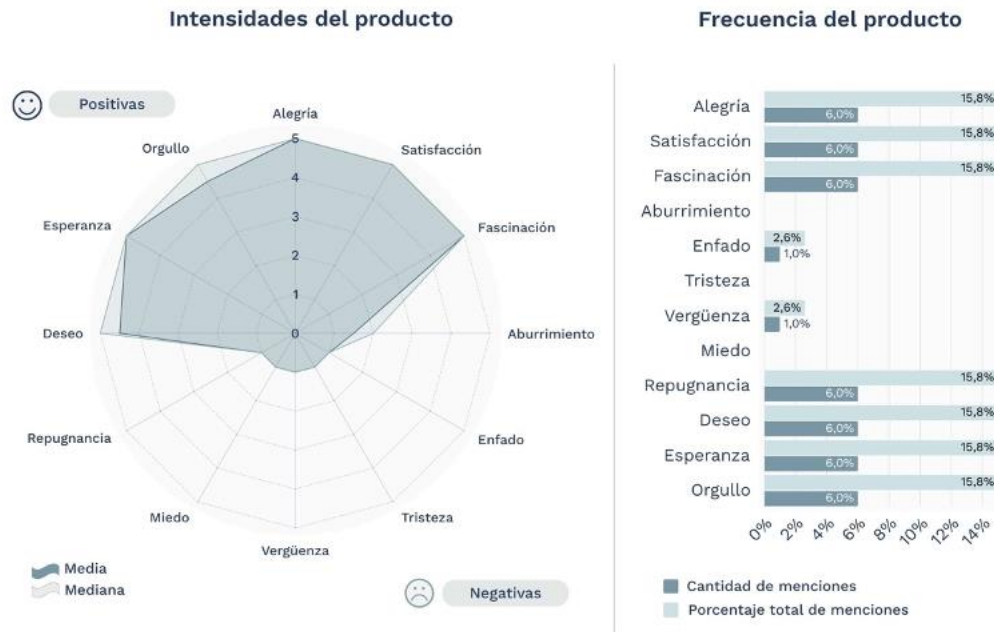 Intensidades del producto
Positivas
Alegría
Satisfacción
Fascinación
Aburrimiento
Enfado
Tristeza
Vergüenza
Miedo
Repugnancia
Deseo
Esperanza
Orgullo
5
4
3
2
1
0
Media
Mediana
Negativas
Frecuencia del producto
Alegría 15,8%
6,0%
Satisfacción 15,8%
6,0%
Fascinación 15,8%
6,0%
Aburrimiento
Enfado 2,6%
1,0%
Tristeza
Vergüenza 2,6%
1,0%
Miedo
Repugnancia 15,8%
6,0%
Deseo 15,8%
6,0%
Esperanza 15,8%
6,0%
Orgullo 15,8%
6,0%
0% 2% 4% 6% 8% 10% 12% 14%
Cantidad de menciones
Porcentaje total de menciones